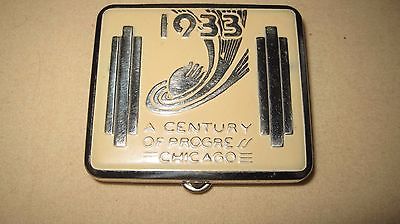 1933
A CENTURY
OF PROGRESS
CHICAGO